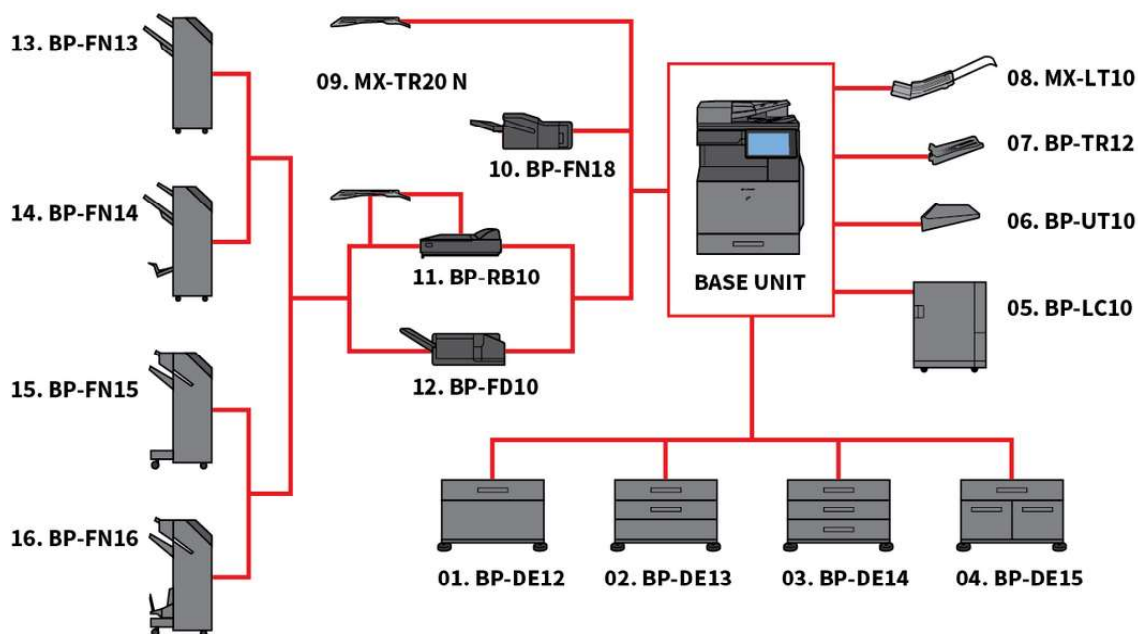 13. BP-FN13
09. MX-TR20 N
08. MX-LT10
07. BP-TR12
10. BP-FN18
14. BP-FN14
06. BP-UT10
11. BP-RB10
BASE UNIT
05. BP-LC10
15. BP-FN15
12. BP-FD10
16. BP-FN16
01. BP-DE12
02. BP-DE13
03. BP-DE14
04. BP-DE15